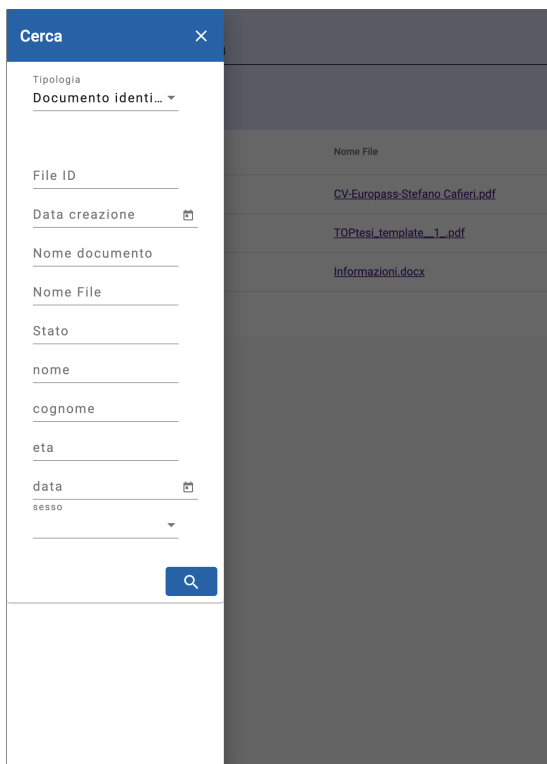 Cerca
Tipologia
Documento identi...
File ID
Data creazione
Nome documento
Nome File
Stato
nome
cognome
eta
data
sesso
Nome File
CV-Europass-Stefano Cafieri.pdf
TOPtesi_template__1_.pdf
Informazioni.docx